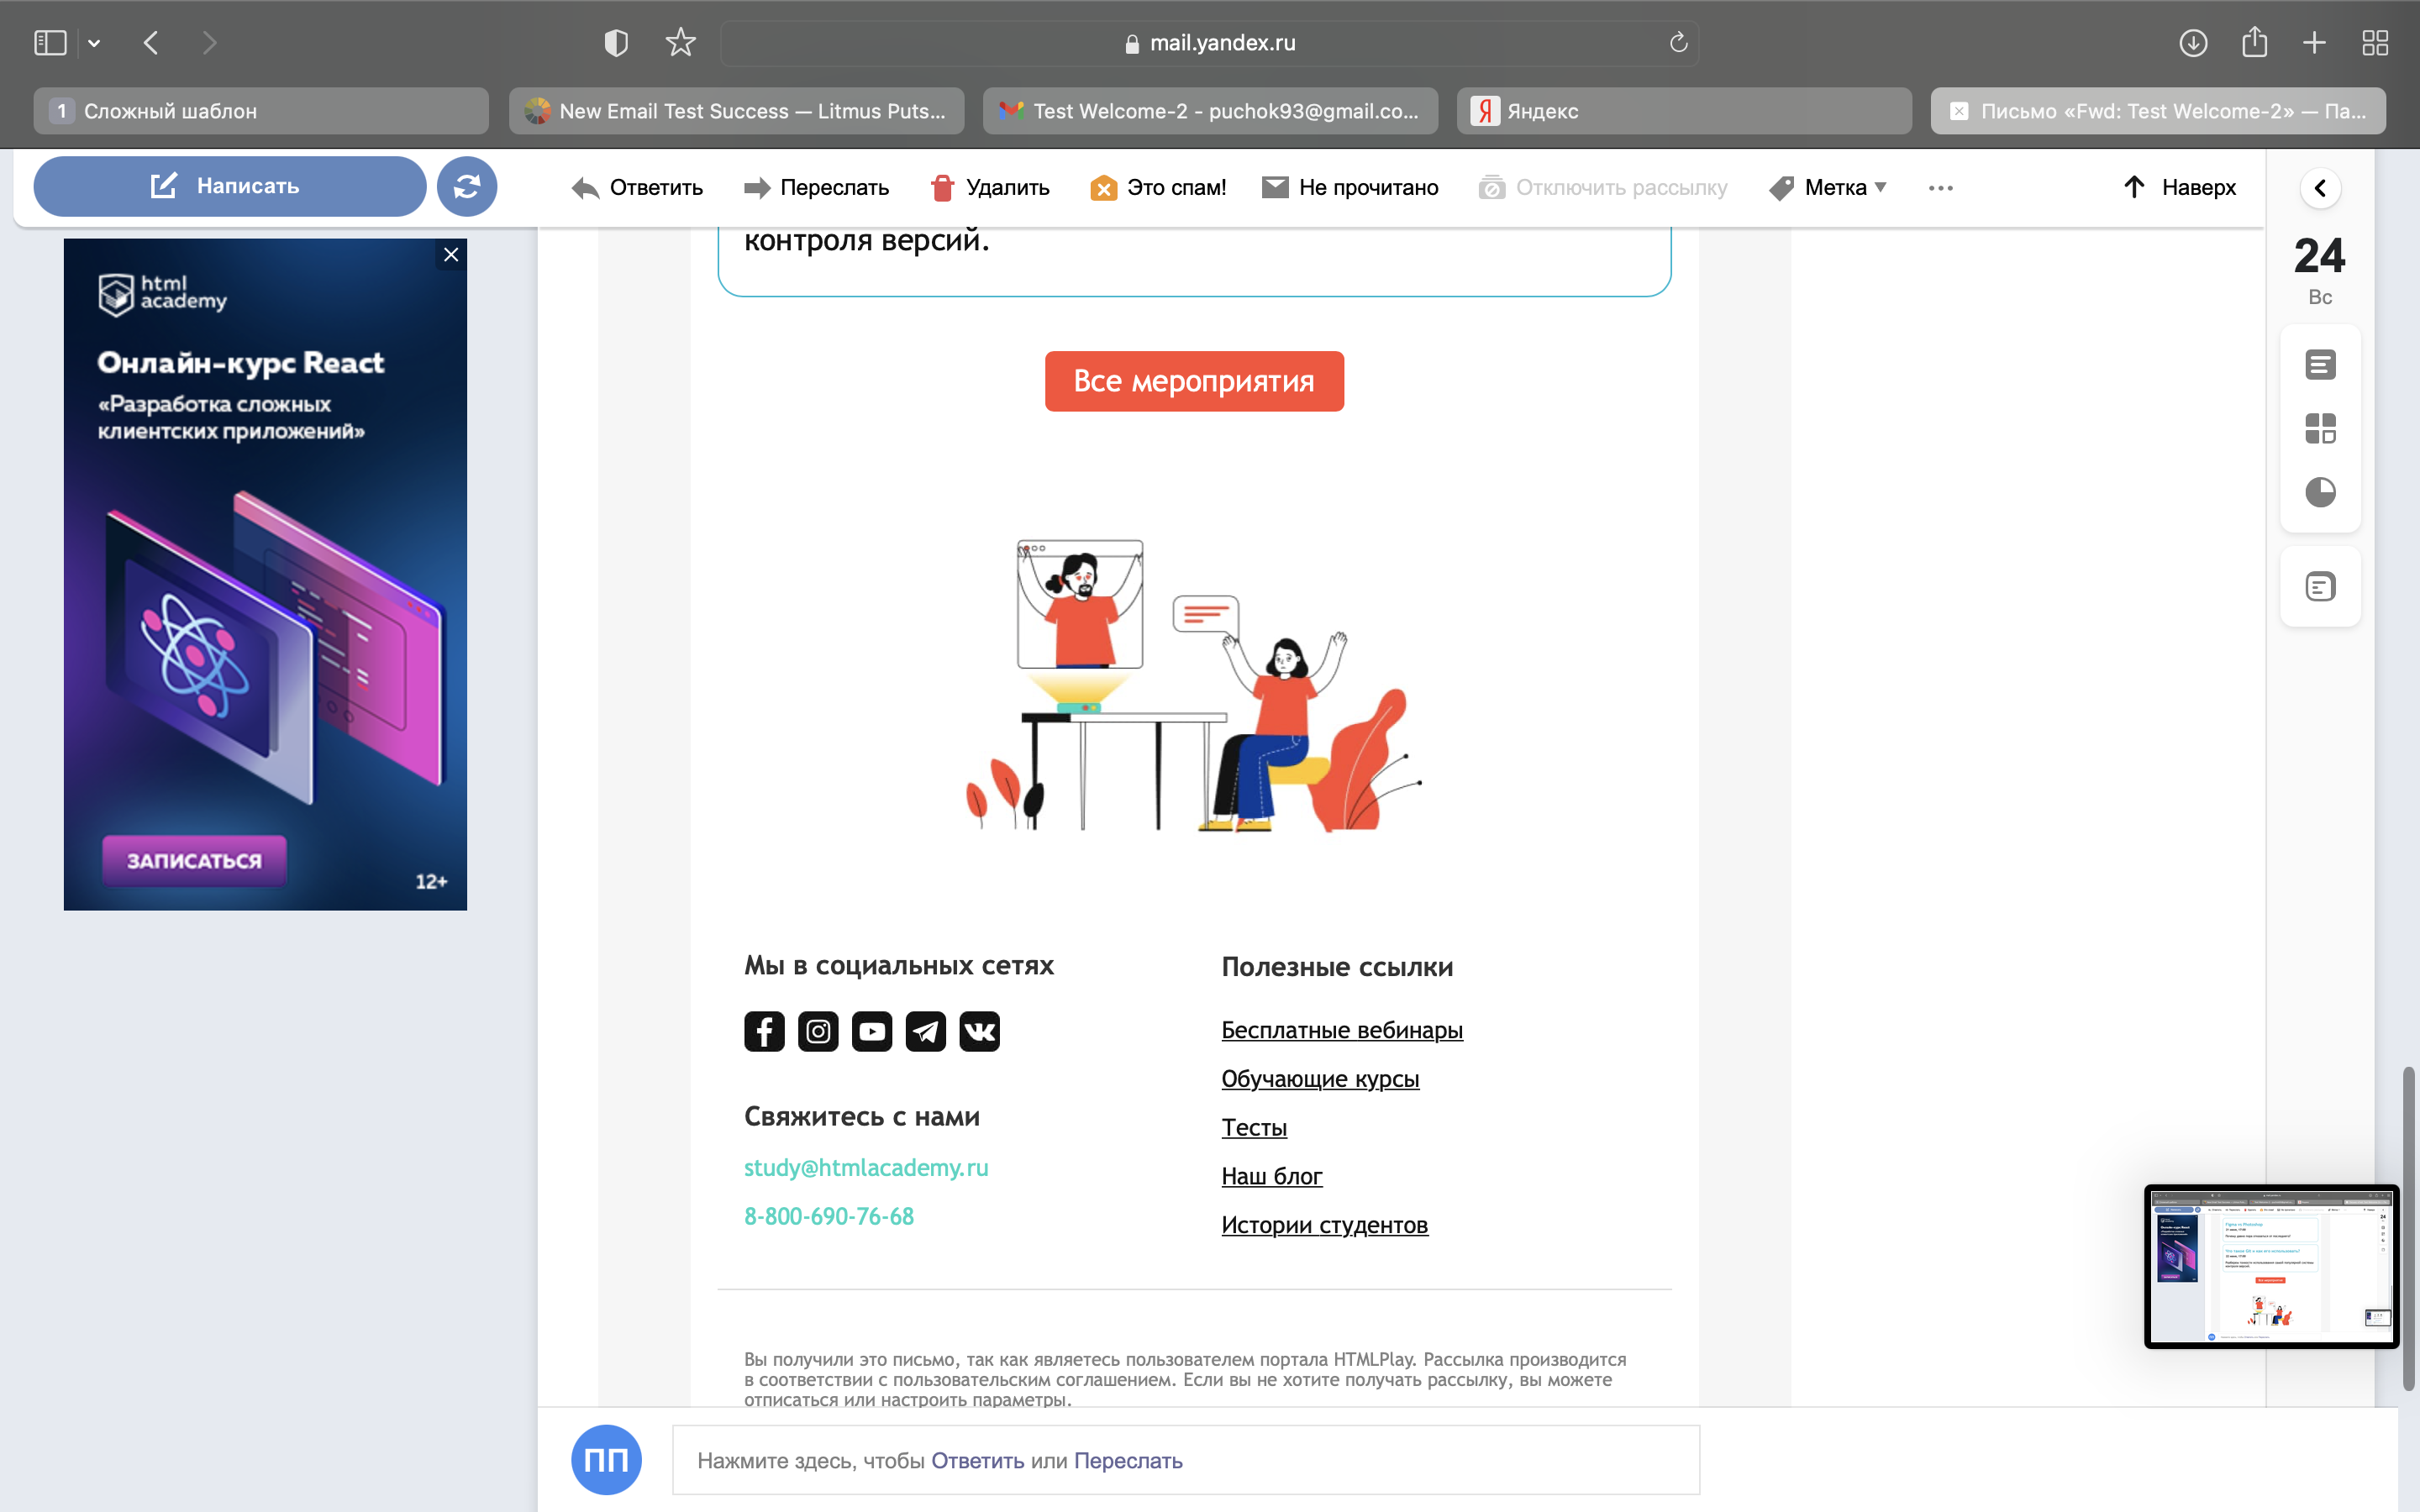 mail.yandex.ru
1 Сложный шаблон
New Email Test Success — Litmus Puts...
Test Welcome-2 - puchok93@gmail.co...
Яндекс
Письмо «Fwd: Test Welcome-2» — Па...
Написать
Ответить
Переслать
Удалить
Это спам!
Не прочитано
Отключить рассылку
Метка
Наверх
24
Вс
html
academy
Онлайн-курс React
«Разработка сложных
клиентских приложений»
ЗАПИСАТЬСЯ
12+
контроля версий.
Все мероприятия
Мы в социальных сетях
Свяжитесь с нами
study@htmlacademy.ru
8-800-690-76-68
Полезные ссылки
Бесплатные вебинары
Обучающие курсы
Тесты
Наш блог
Истории студентов
Вы получили это письмо, так как являетесь пользователем портала HTMLPlay. Рассылка производится
в соответствии с пользовательским соглашением. Если вы не хотите получать рассылку, вы можете
отписаться или настроить параметры.
ПП
Нажмите здесь, чтобы Ответить или Переслать